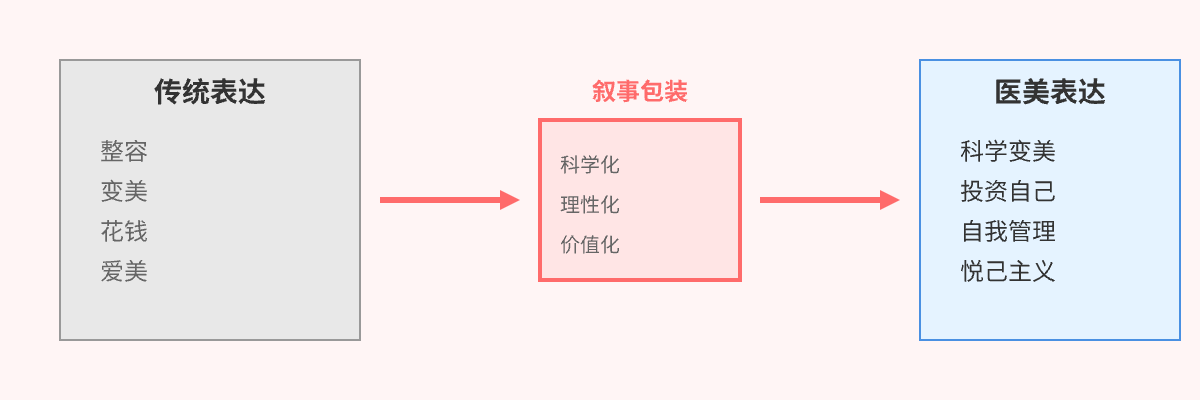 传统表达
整容
变美
花钱
爱美
叙事包装
科学化
理性化
价值化
医美表达
科学变美
投资自己
自我管理
悦己主义